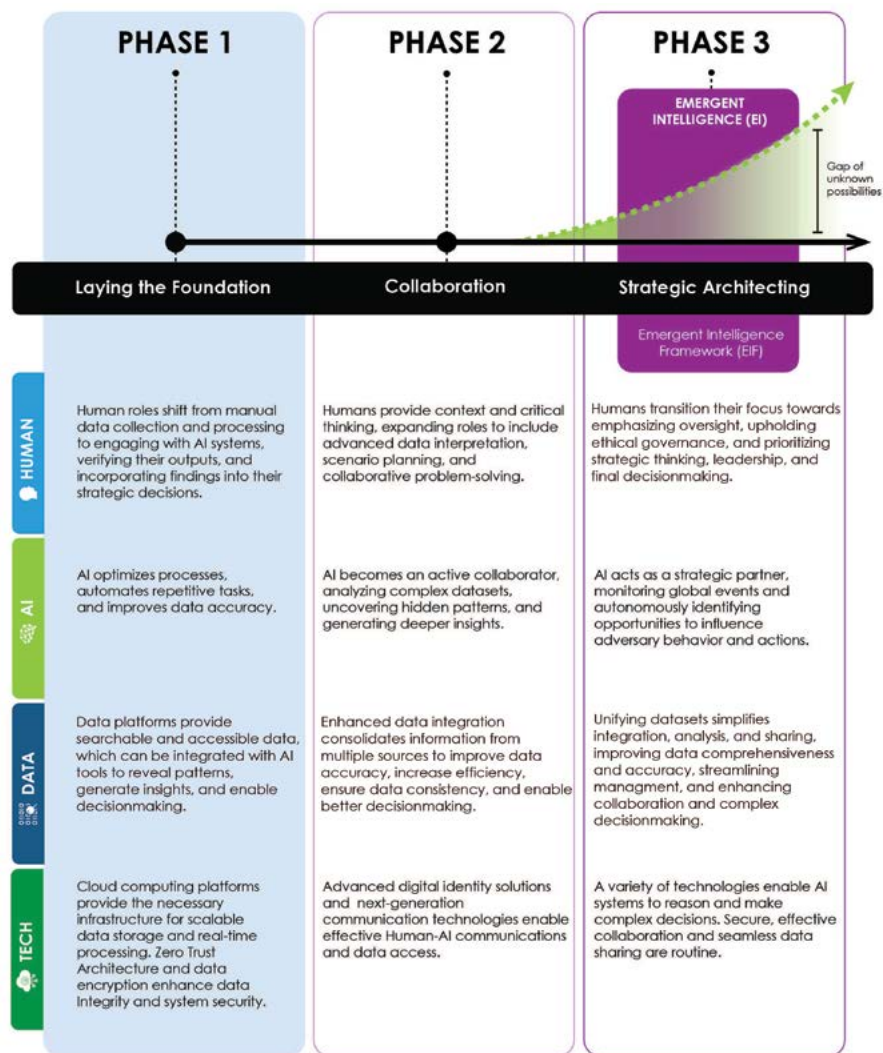 PHASE 1
PHASE 2
PHASE 3
EMERGENT
INTELLIGENCE (EI)
Gap of
unknown
possibilities
Laying the Foundation
Collaboration
Strategic Architecting
Emergent Intelligence
Framework (EIF)
HUMAN
Human roles shift from manual
data collection and processing
to engaging with AI systems,
verifying their outputs, and
incorporating findings into their
strategic decisions.
Humans provide context and critical
thinking, expanding roles to include
advanced data interpretation,
scenario planning, and
collaborative problem-solving.
Humans transition their focus towards
emphasizing oversight, upholding
ethical governance, and prioritizing
strategic thinking, leadership, and
final decisionmaking.
AI
AI optimizes processes,
automates repetitive tasks,
and improves data accuracy.
AI becomes an active collaborator,
analyzing complex datasets,
uncovering hidden patterns, and
generating deeper insights.
AI acts as a strategic partner,
monitoring global events and
autonomously identifying
opportunities to influence
adversary behavior and actions.
DATA
Data platforms provide
searchable and accessible data,
which can be integrated with AI
tools to reveal patterns,
generate insights, and enable
decisionmaking.
Enhanced data integration
consolidates information from
multiple sources to improve data
accuracy, increase efficiency,
ensure data consistency, and enable
better decisionmaking.
Unifying datasets simplifies
integration, analysis, and sharing,
improving data comprehensiveness
and accuracy, streamlining
managment, and enhancing
collaboration and complex
decisionmaking.
TECH
Cloud computing platforms
provide the necessary
infrastructure for scalable
data storage and real-time
processing. Zero Trust
Architecture and data
encryption enhance data
Integrity and system security.
Advanced digital identity solutions
and next-generation
communication technologies enable
effective Human-AI communications
and data access.
A variety of technologies enable AI
systems to reason and make
complex decisions. Secure, effective
collaboration and seamless data
sharing are routine.